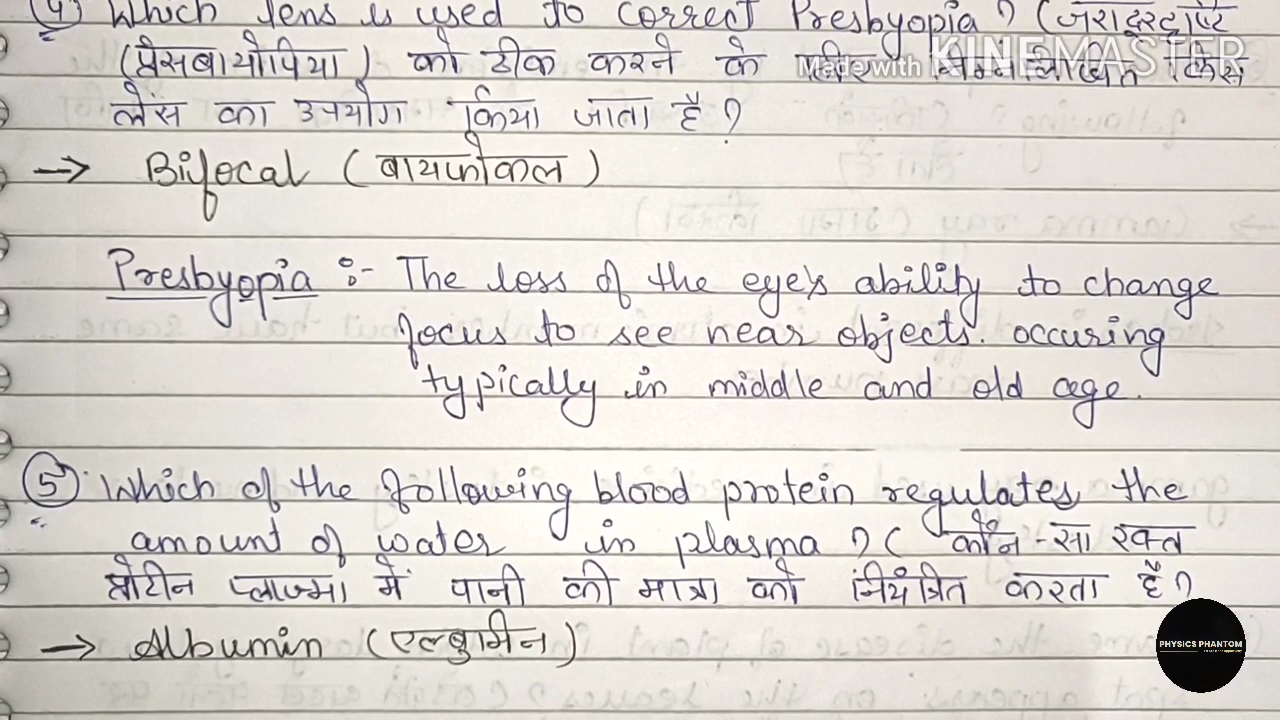 4) Which lens is used to correct Presbyopia? (जरादूरदृष्टि
(प्रेसबायोपिया) को ठीक करने के लिए निम्नलिखित किस
Made with KINEMASTER
लेंस का उपयोग किया जाता है?
→ Bifocal (बायफोकल)
Presbyopia :- The loss of the eye's ability to change
focus to see near objects. occuring
typically in middle and old age.
5 Which of the following blood protein regulates the
amount of water in plasma? ( कौन-सा रक्त
प्रोटीन प्लाज्मा में पानी की मात्रा को नियंत्रित करता है?
→ Albumin (एल्बुमिन)
PHYSICS PHANTOM